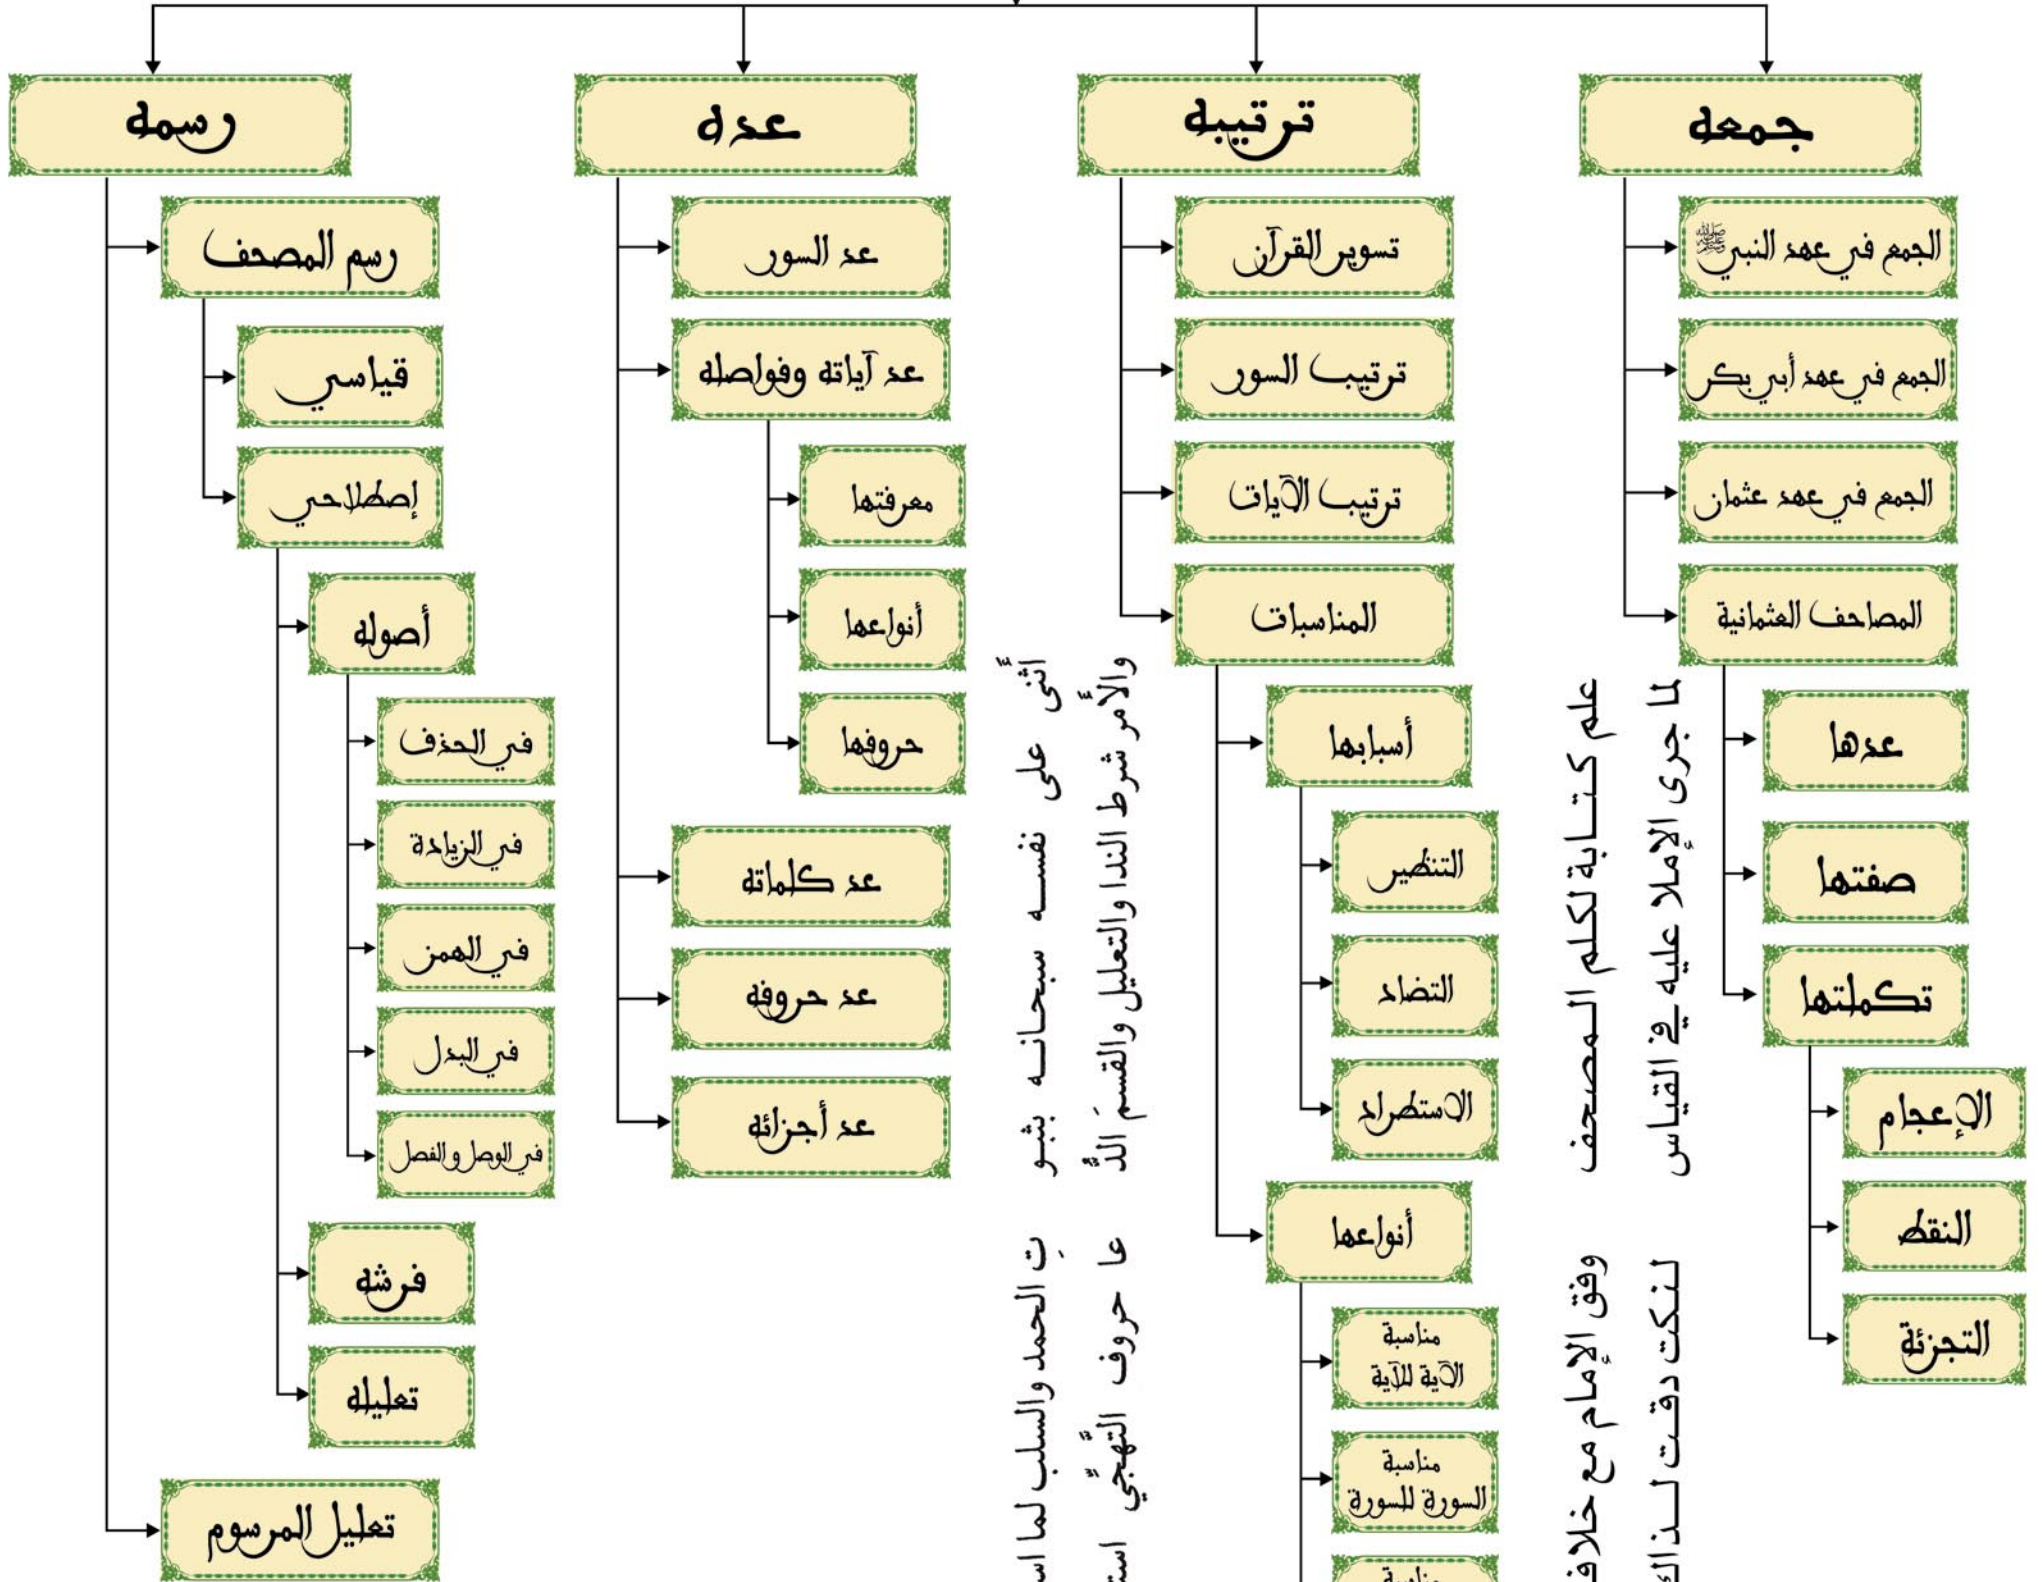 جمعه
الجمع في عهد النبي ﷺ
الجمع في عهد أبي بكر
الجمع في عهد عثمان
المصاحف العثمانية
عدها
صفتها
تكملتها
الإعجام
النقط
التجزئة
علم كتابة لكلم المصحف
وفق الإمام مع خلاف
لما جرى الإملا عليه في القياس
لنكت دقت لذاك
ترتيبه
تسوير القرآن
ترتيب السور
ترتيب الآيات
المناسبات
أسبابها
التنظير
التضاد
الاستطراد
أنواعها
مناسبة
الآية للآية
مناسبة
السورة للسورة
مناسبة
أثنى على نفسه سبحانه بثبو
تِ الحمد والسلب لما
والأمر شرط الندا والتعليل والقسمَ الدُّ
عا حروف التَّهجِّي
عده
عد السور
عد آياته وفواصله
معرفتها
أنواعها
حروفها
عد كلماته
عد حروفه
عد أجزائه
رسمه
رسم المصحف
قياسي
إصطلاحي
أصوله
في الحذف
في الزيادة
في الهمز
في البدل
في الوصل والفصل
فرشه
تعليله
تعليل المرسوم